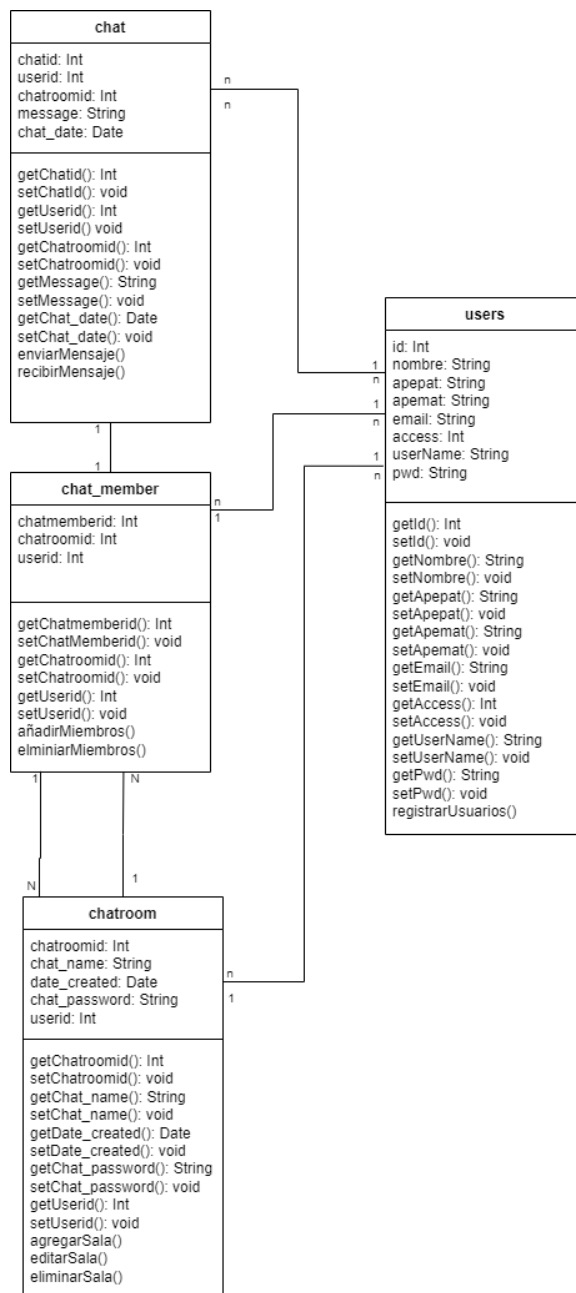 chat
chatid: Int
userid: Int
chatroomid: Int
message: String
chat_date: Date
getChatid(): Int
setChatId(): void
getUserid(): Int
setUserid() void
getChatroomid(): Int
setChatroomid(): void
getMessage(): String
setMessage(): void
getChat_date(): Date
setChat_date(): void
enviarMensaje()
recibirMensaje()
n
n
1
n
1
n
1
n
users
id: Int
nombre: String
apepat: String
apemat: String
email: String
access: Int
userName: String
pwd: String
getId(): Int
setId(): void
getNombre(): String
setNombre(): void
getApepat(): String
setApepat(): void
getApemat(): String
setApemat(): void
getEmail(): String
setEmail(): void
getAccess(): Int
setAccess(): void
getUserName(): String
setUserName(): void
getPwd(): String
setPwd(): void
registrarUsuarios()
1
1
chat_member
n
1
chatmemberid: Int
chatroomid: Int
userid: Int
getChatmemberid(): Int
setChatMemberid(): void
getChatroomid(): Int
setChatroomid(): void
getUserid(): Int
setUserid(): void
añadirMiembros()
elminiarMiembros()
1
N
N
1
chatroom
n
1
chatroomid: Int
chat_name: String
date_created: Date
chat_password: String
userid: Int
getChatroomid(): Int
setChatroomid(): void
getChat_name(): String
setChat_name(): void
getDate_created(): Date
setDate_created(): void
getChat_password(): String
setChat_password(): void
getUserid(): Int
setUserid(): void
agregarSala()
editarSala()
eliminarSala()